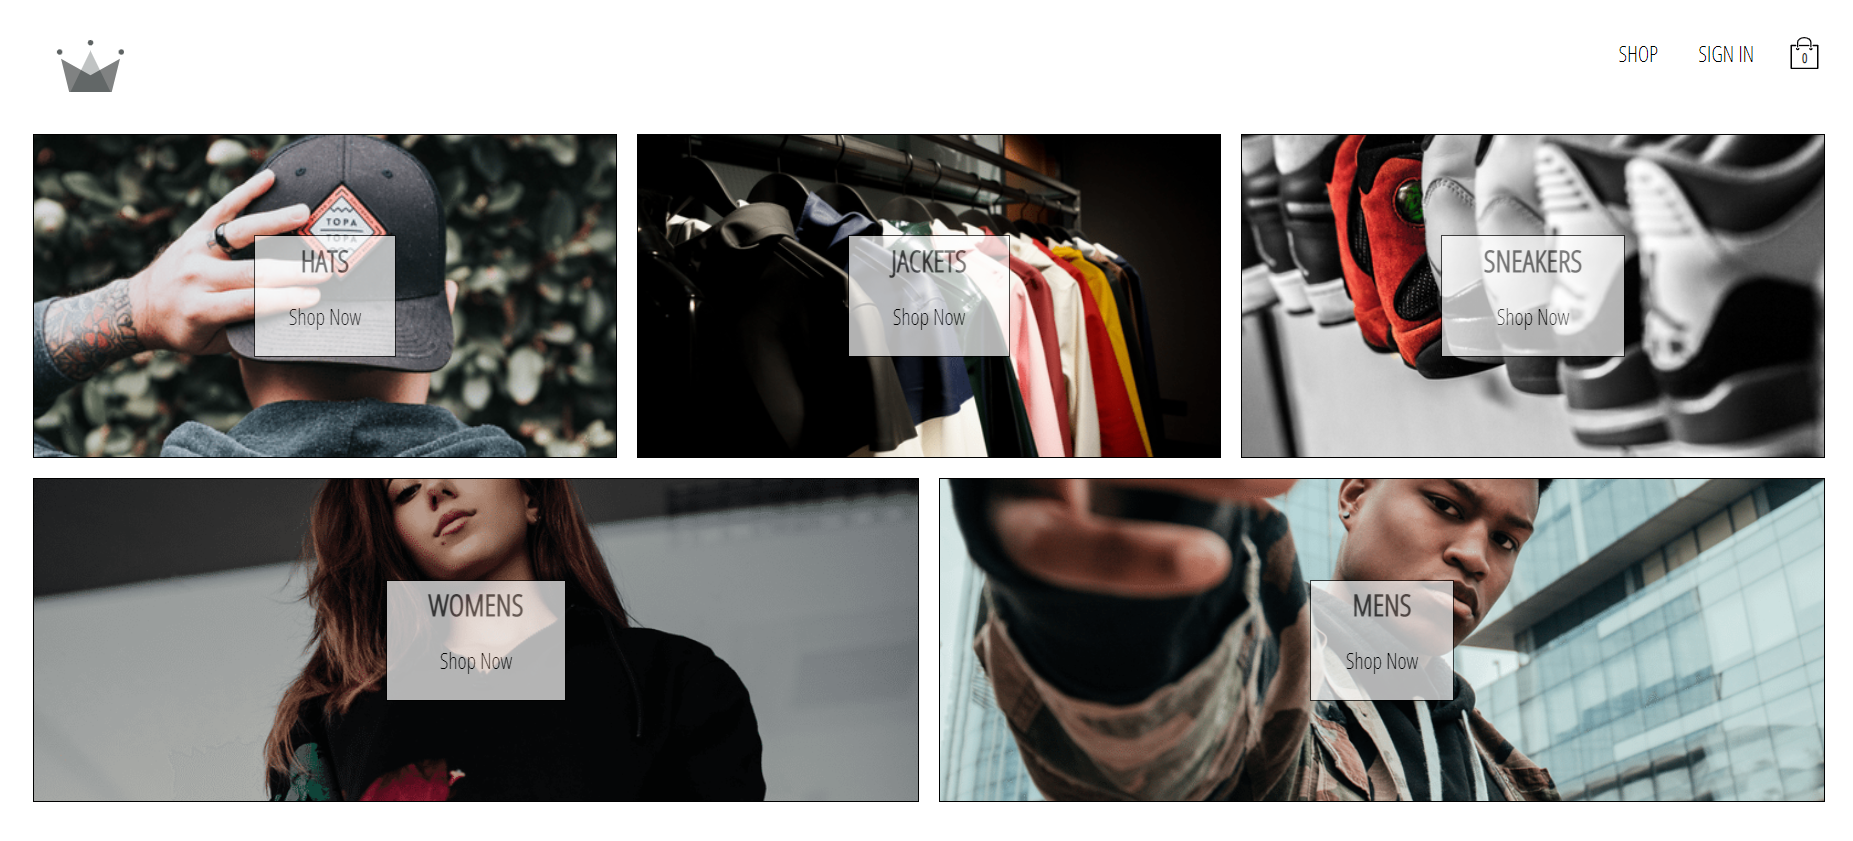 SHOP
SIGN IN
0
TOPA
TOPA
HATS
Shop Now
JACKETS
Shop Now
SNEAKERS
Shop Now
WOMENS
Shop Now
MENS
Shop Now